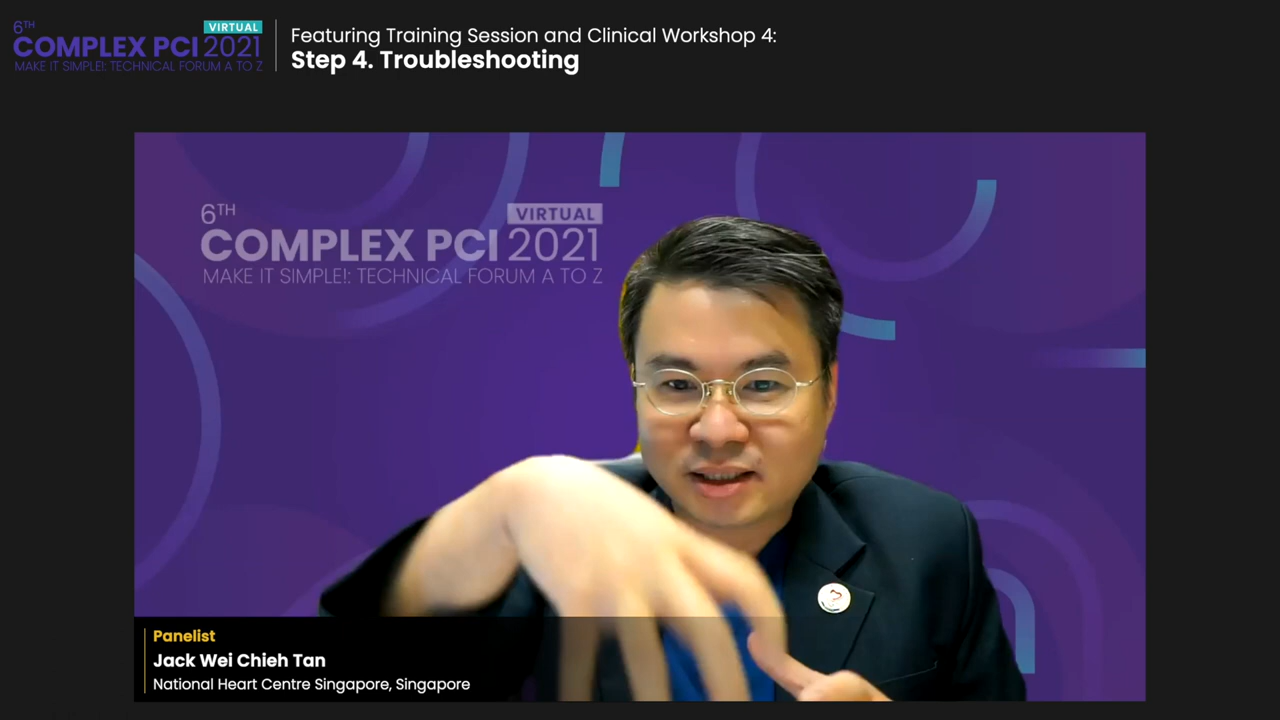 6TH
VIRTUAL
COMPLEX PCI 2021
MAKE IT SIMPLE!: TECHNICAL FORUM A TO Z
Featuring Training Session and Clinical Workshop 4:
Step 4. Troubleshooting
6TH
VIRTUAL
COMPLEX PCI 2021
MAKE IT SIMPLE!: TECHNICAL FORUM A TO Z
Panelist
Jack Wei Chieh Tan
National Heart Centre Singapore, Singapore